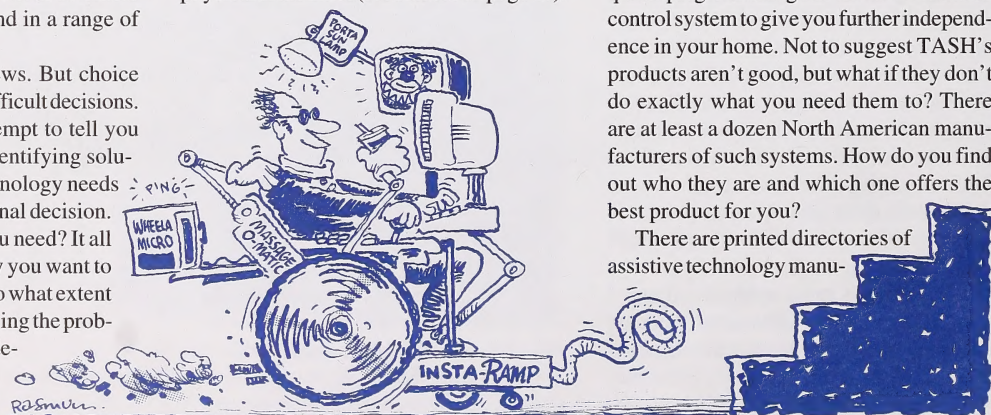 nd in a range of
ws. But choice
fficult decisions.
empt to tell you
entifying solu-
nology needs
nal decision.
u need? It all
y you want to
o what extent
ing the prob-
e-
PORTA
SUN
LAMP
PING
WHEELA
MICRO
MASSAGE
O-MATIC
INSTA-RAMP
Rasmussen.
control system to give you further independ-
ence in your home. Not to suggest TASH's
products aren't good, but what if they don't
do exactly what you need them to? There
are at least a dozen North American manu-
facturers of such systems. How do you find
out who they are and which one offers the
best product for you?
There are printed directories of
assistive technology manu-